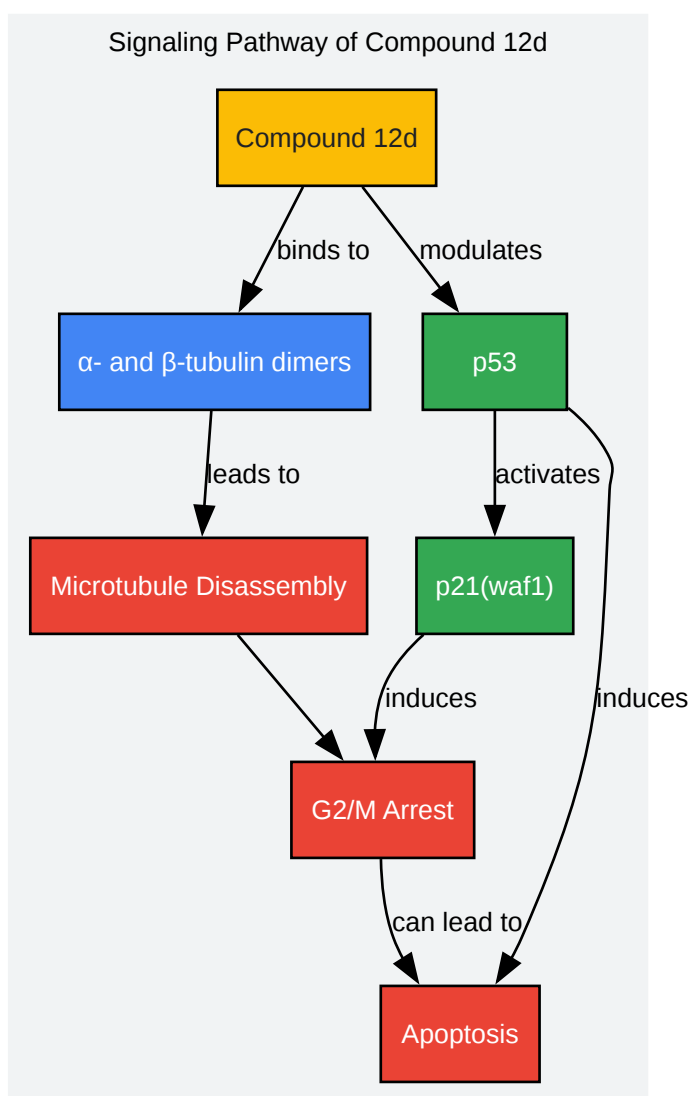 Signaling Pathway of Compound 12d
Compound 12d
binds to
modulates
α- and β-tubulin dimers
p53
leads to
activates
Microtubule Disassembly
p21(waf1)
induces
induces
G2/M Arrest
can lead to
Apoptosis